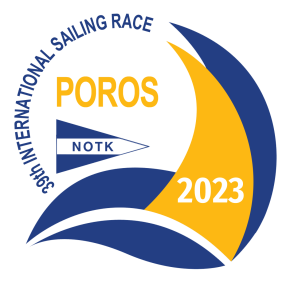 39th INTERNATIONAL SAILING RACE
POROS
NOTK
2023